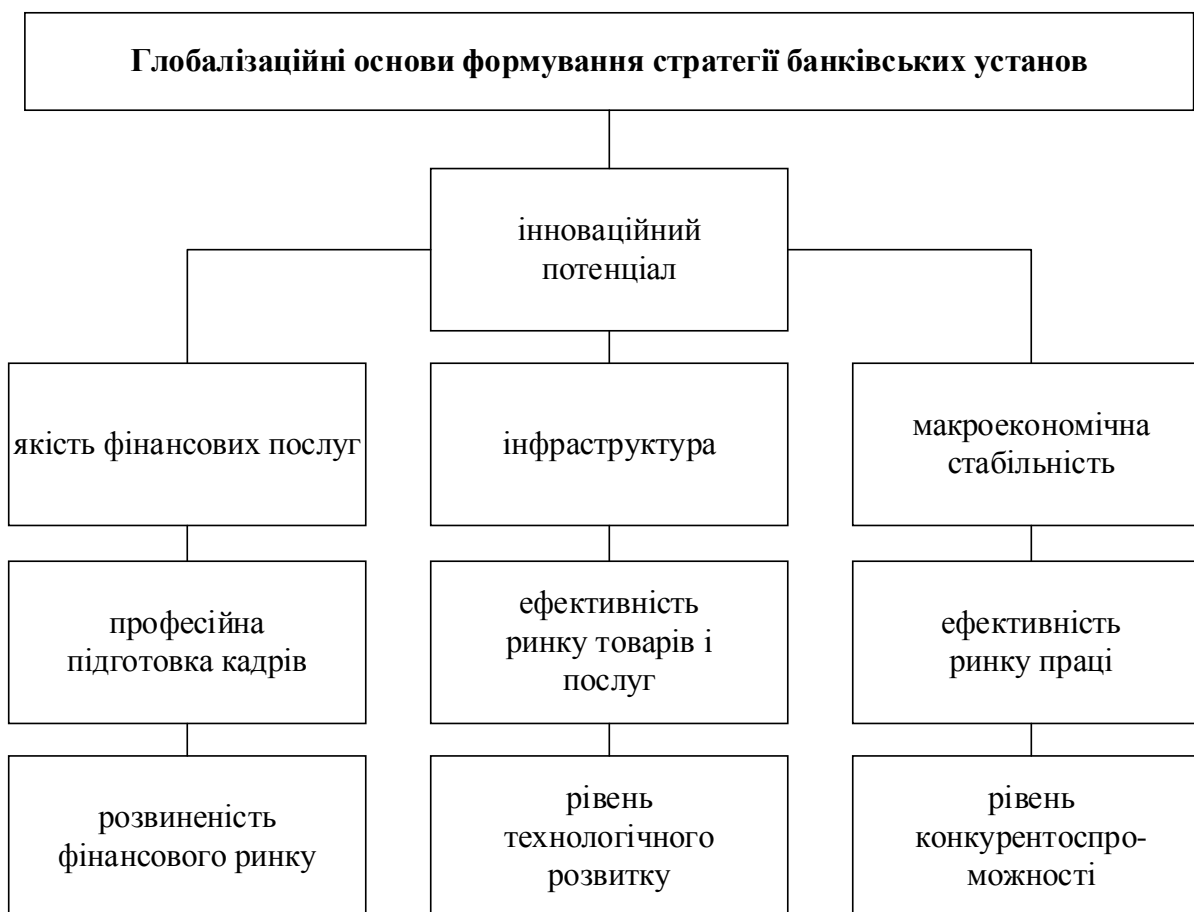 Глобалізаційні основи формування стратегії банківських установ
інноваційний
потенціал
якість фінансових послуг
інфраструктура
макроекономічна
стабільність
професійна
підготовка кадрів
ефективність
ринку товарів і
послуг
ефективність
ринку праці
розвиненість
фінансового ринку
рівень
технологічного
розвитку
рівень
конкурентоспро-
можності